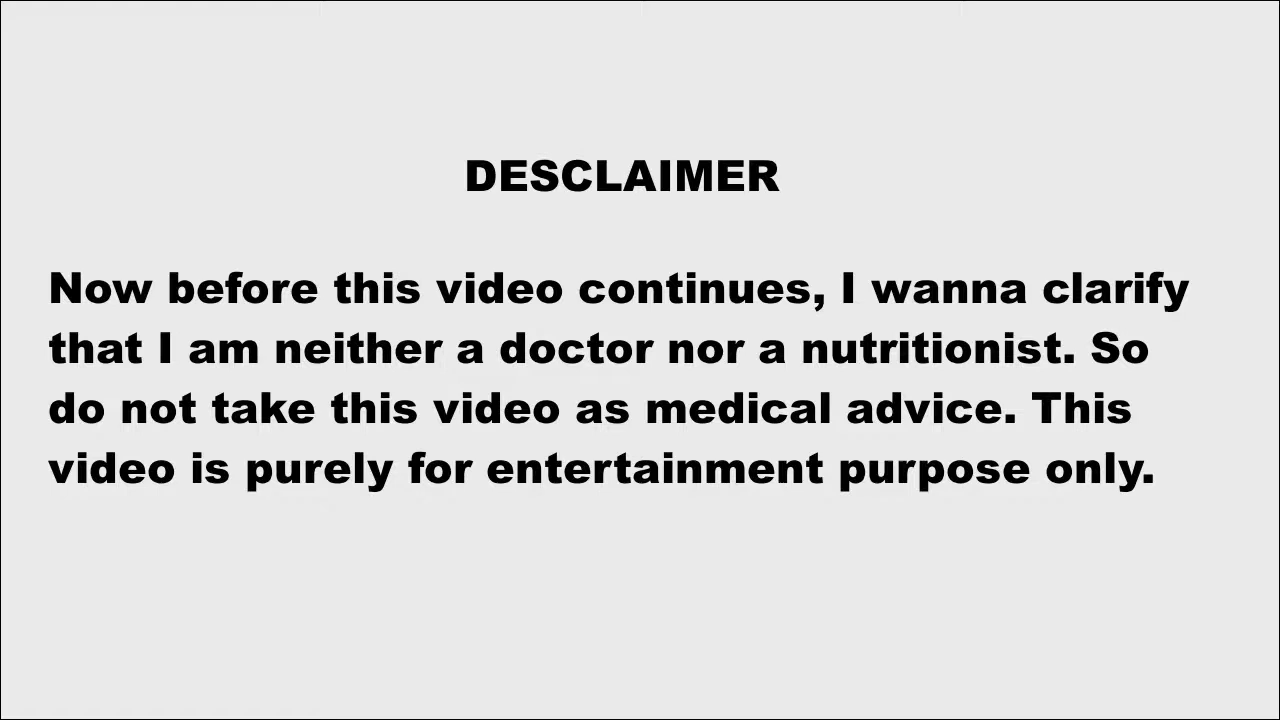 DESCLAIMER
Now before this video continues, I wanna clarify
that I am neither a doctor nor a nutritionist. So
do not take this video as medical advice. This
video is purely for entertainment purpose only.